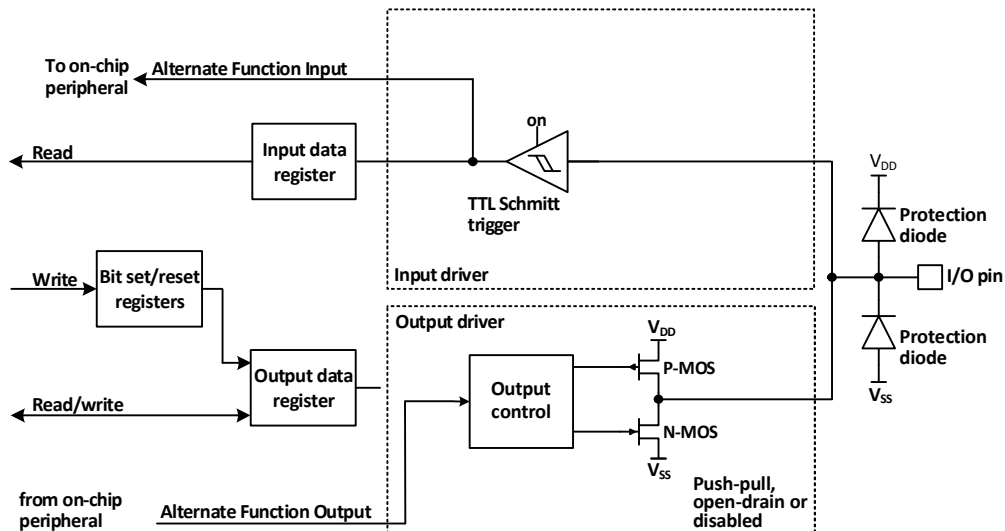 To on-chip
peripheral
Alternate Function Input
on
Read
Input data
register
TTL Schmitt
trigger
V_DD
Protection
diode
Input driver
I/O pin
Write
Bit set/reset
registers
Output driver
V_DD
P-MOS
Protection
diode
Output data
register
Output
control
Read/write
N-MOS
V_SS
V_SS
from on-chip
peripheral
Alternate Function Output
Push-pull,
open-drain or
disabled